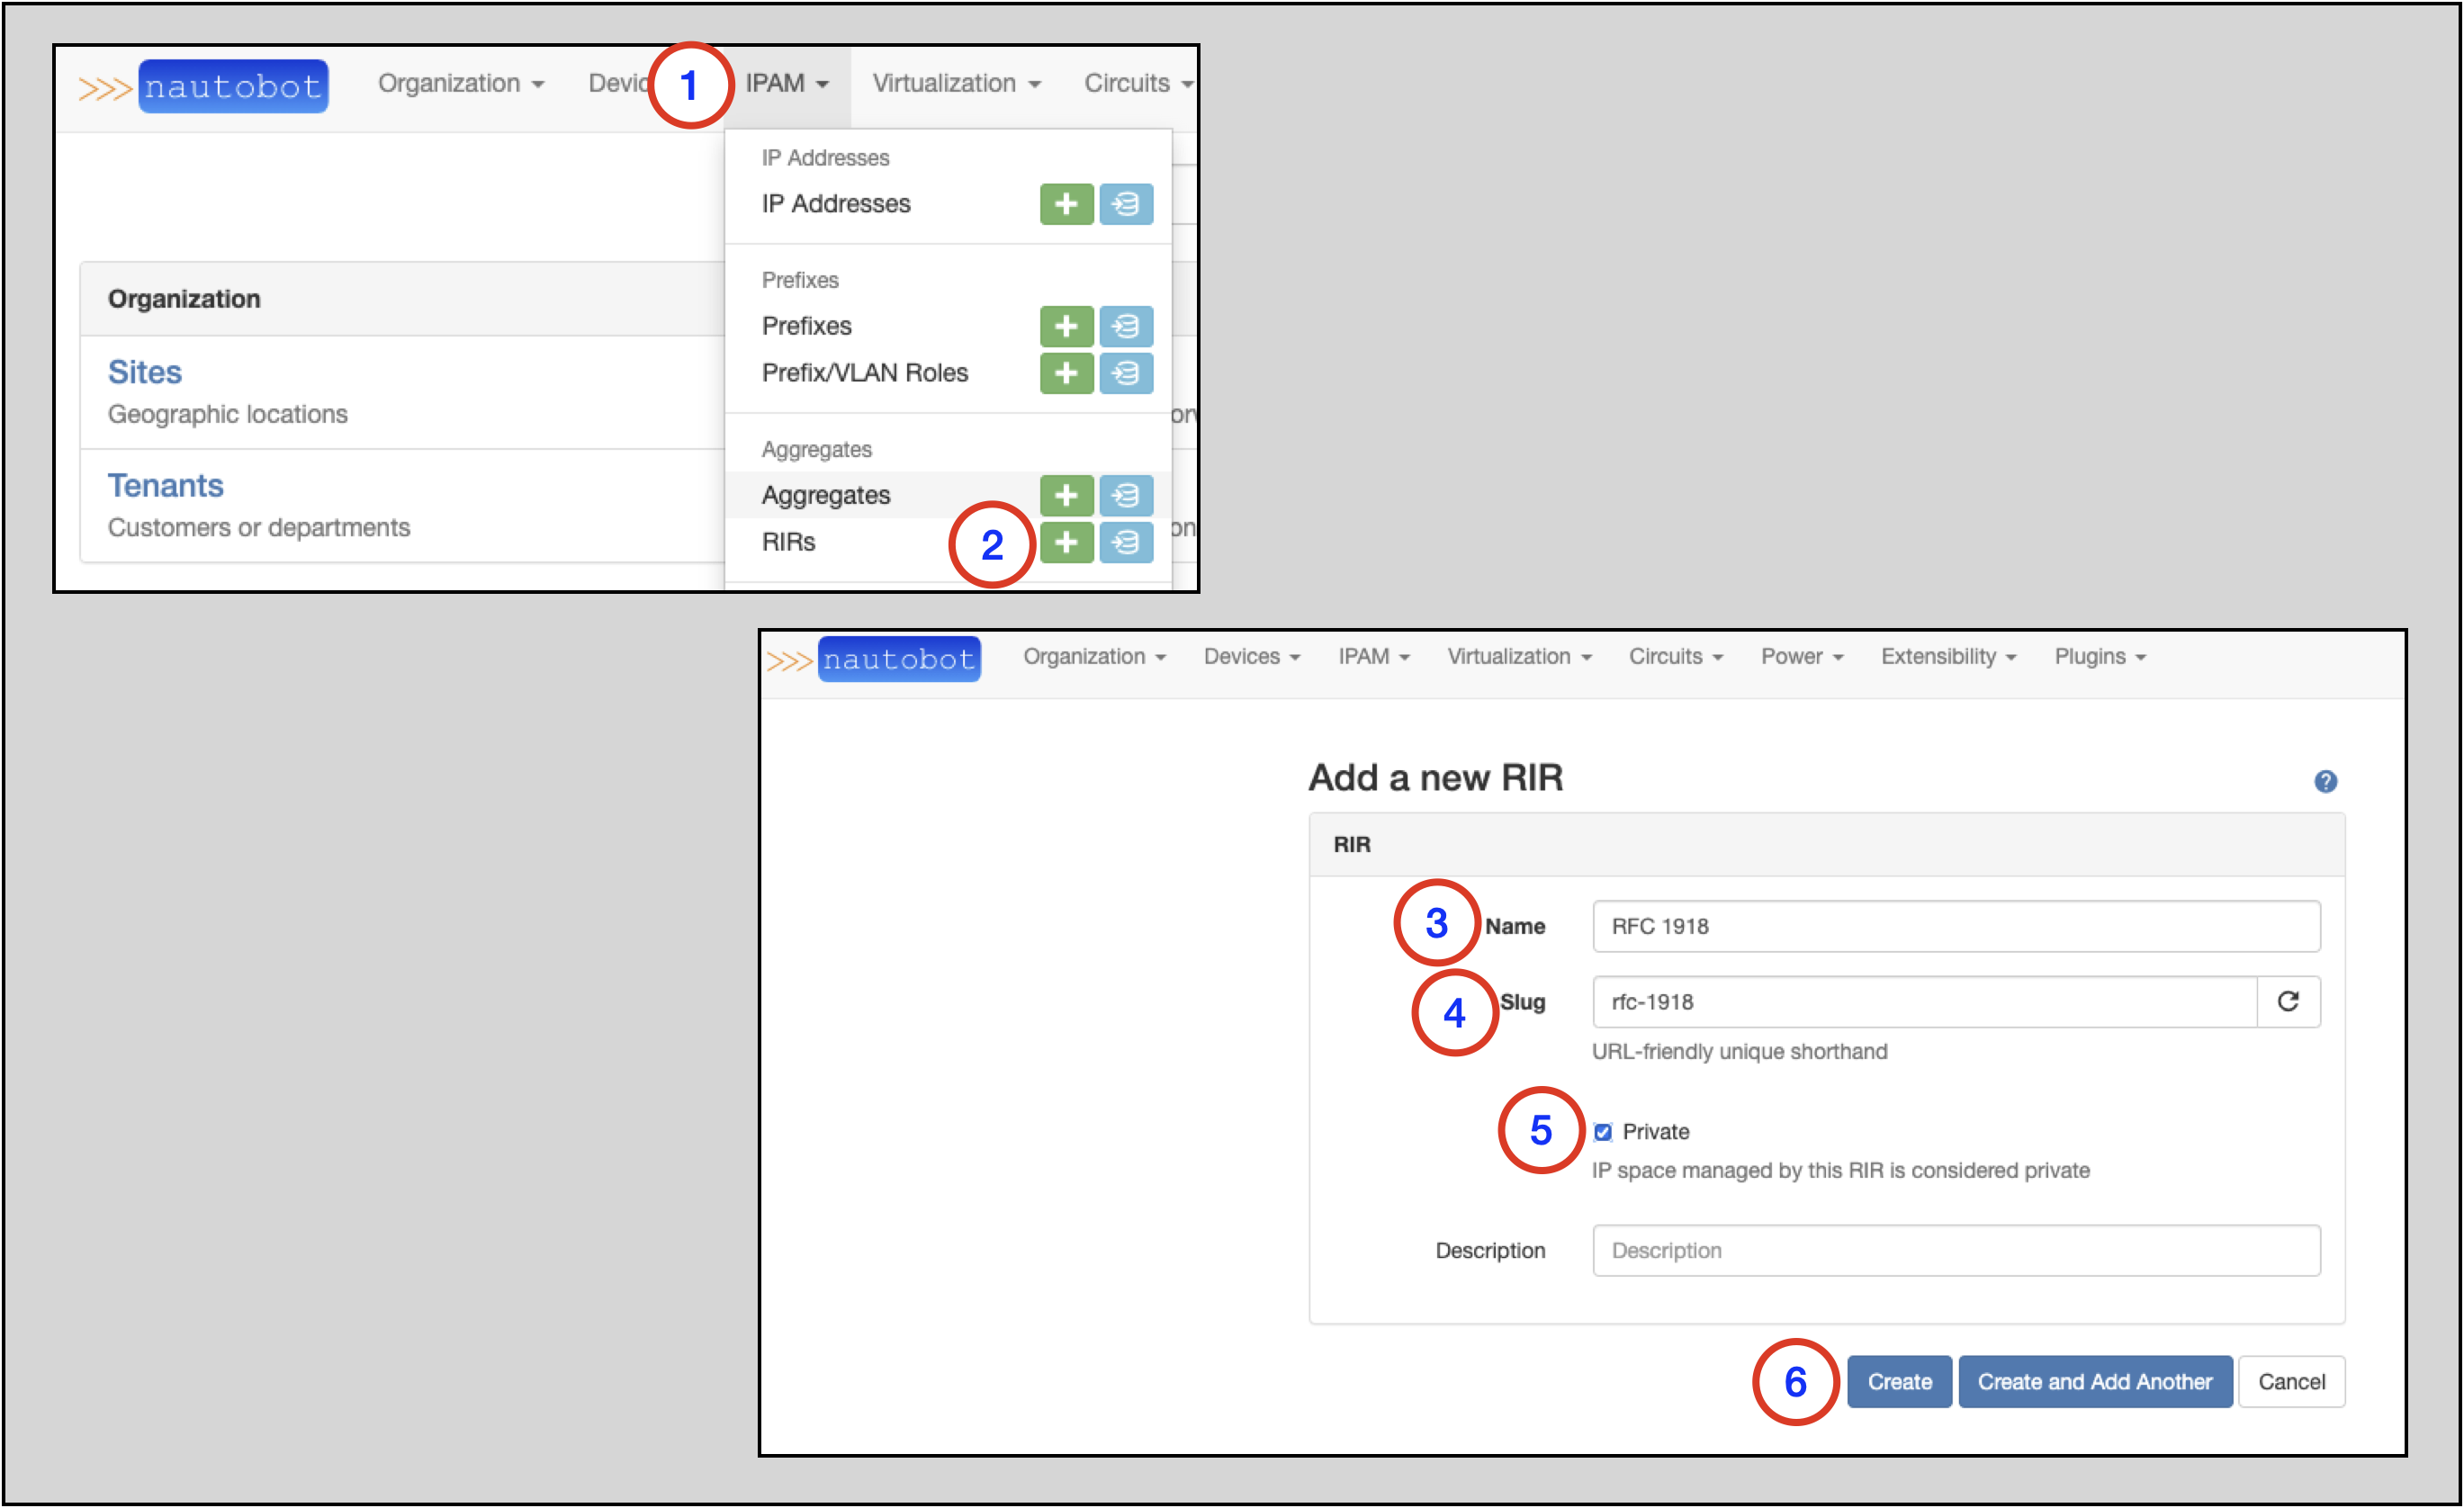 >>> nautobot Organization Devic 1 IPAM Virtualization Circuits
IP Addresses
IP Addresses
Prefixes
Organization
Prefixes
Sites
Prefix/VLAN Roles
Geographic locations
Aggregates
Tenants
Aggregates
Customers or departments
RIRs 2
>>> nautobot Organization Devices IPAM Virtualization Circuits Power Extensibility Plugins
Add a new RIR ?
RIR
3 Name RFC 1918
4 Slug rfc-1918
URL-friendly unique shorthand
5 Private
IP space managed by this RIR is considered private
Description Description
6 Create Create and Add Another Cancel